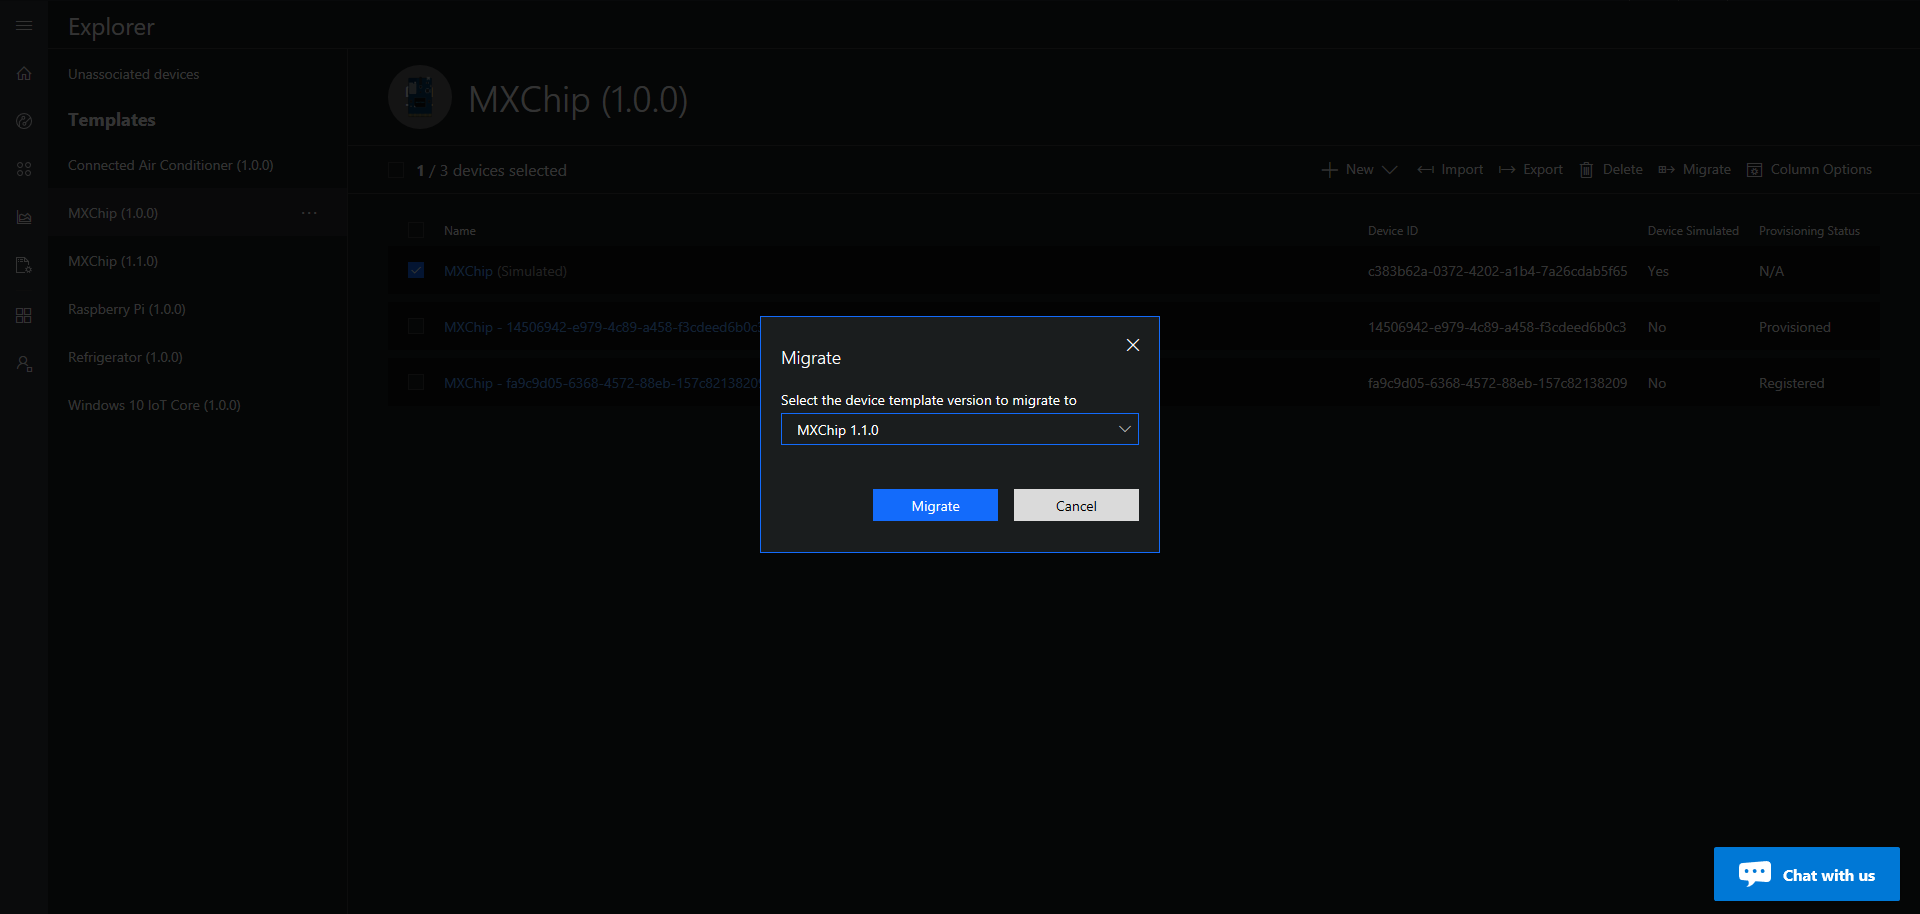 Explorer
Unassociated devices
Templates
Connected Air Conditioner (1.0.0)
MXChip (1.0.0)
MXChip (1.1.0)
Raspberry Pi (1.0.0)
Refrigerator (1.0.0)
Windows 10 IoT Core (1.0.0)
MXChip (1.0.0)
1 / 3 devices selected
New Import Export Delete Migrate Column Options
Name Device ID Device Simulated Provisioning Status
MXChip (Simulated) c383b62a-0372-4202-a1b4-7a26cdab5f65 Yes N/A
MXChip - 14506942-e979-4c89-a458-f3cdeed6b0c3 14506942-e979-4c89-a458-f3cdeed6b0c3 No Provisioned
MXChip - fa9c9d05-6368-4572-88eb-157c82138209 fa9c9d05-6368-4572-88eb-157c82138209 No Registered
Migrate
Select the device template version to migrate to
MXChip 1.1.0
Migrate Cancel
Chat with us